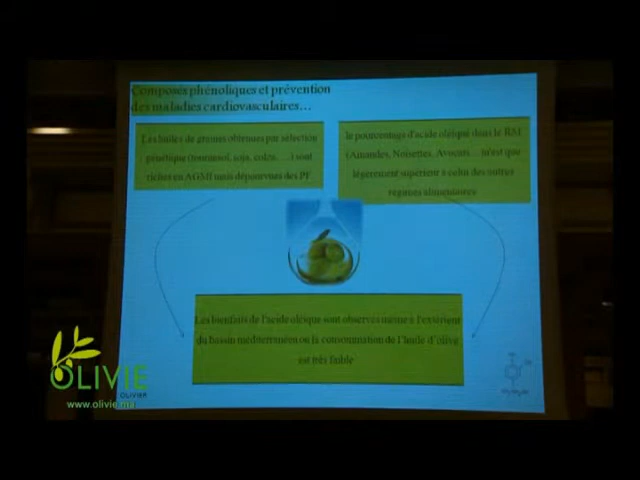 Composés phénoliques et prévention
des maladies cardiovasculaires…
Les huiles de graines obtenues par sélection
génétique (tournesol, soja, colza, …) sont
riches en AGMI mais dépourvues des PF
le pourcentage d'acide oléique dans le RM
(Amandes, Noisettes, Avocats… n'est que
légèrement supérieur à celui des autres
régimes alimentaires
Les bienfaits de l'acide oléique sont observés même à l'extérieur
du bassin méditerranéen où la consommation de l'huile d'olive
est très faible
OLIVIE
OLIVIER
www.olivie.ma